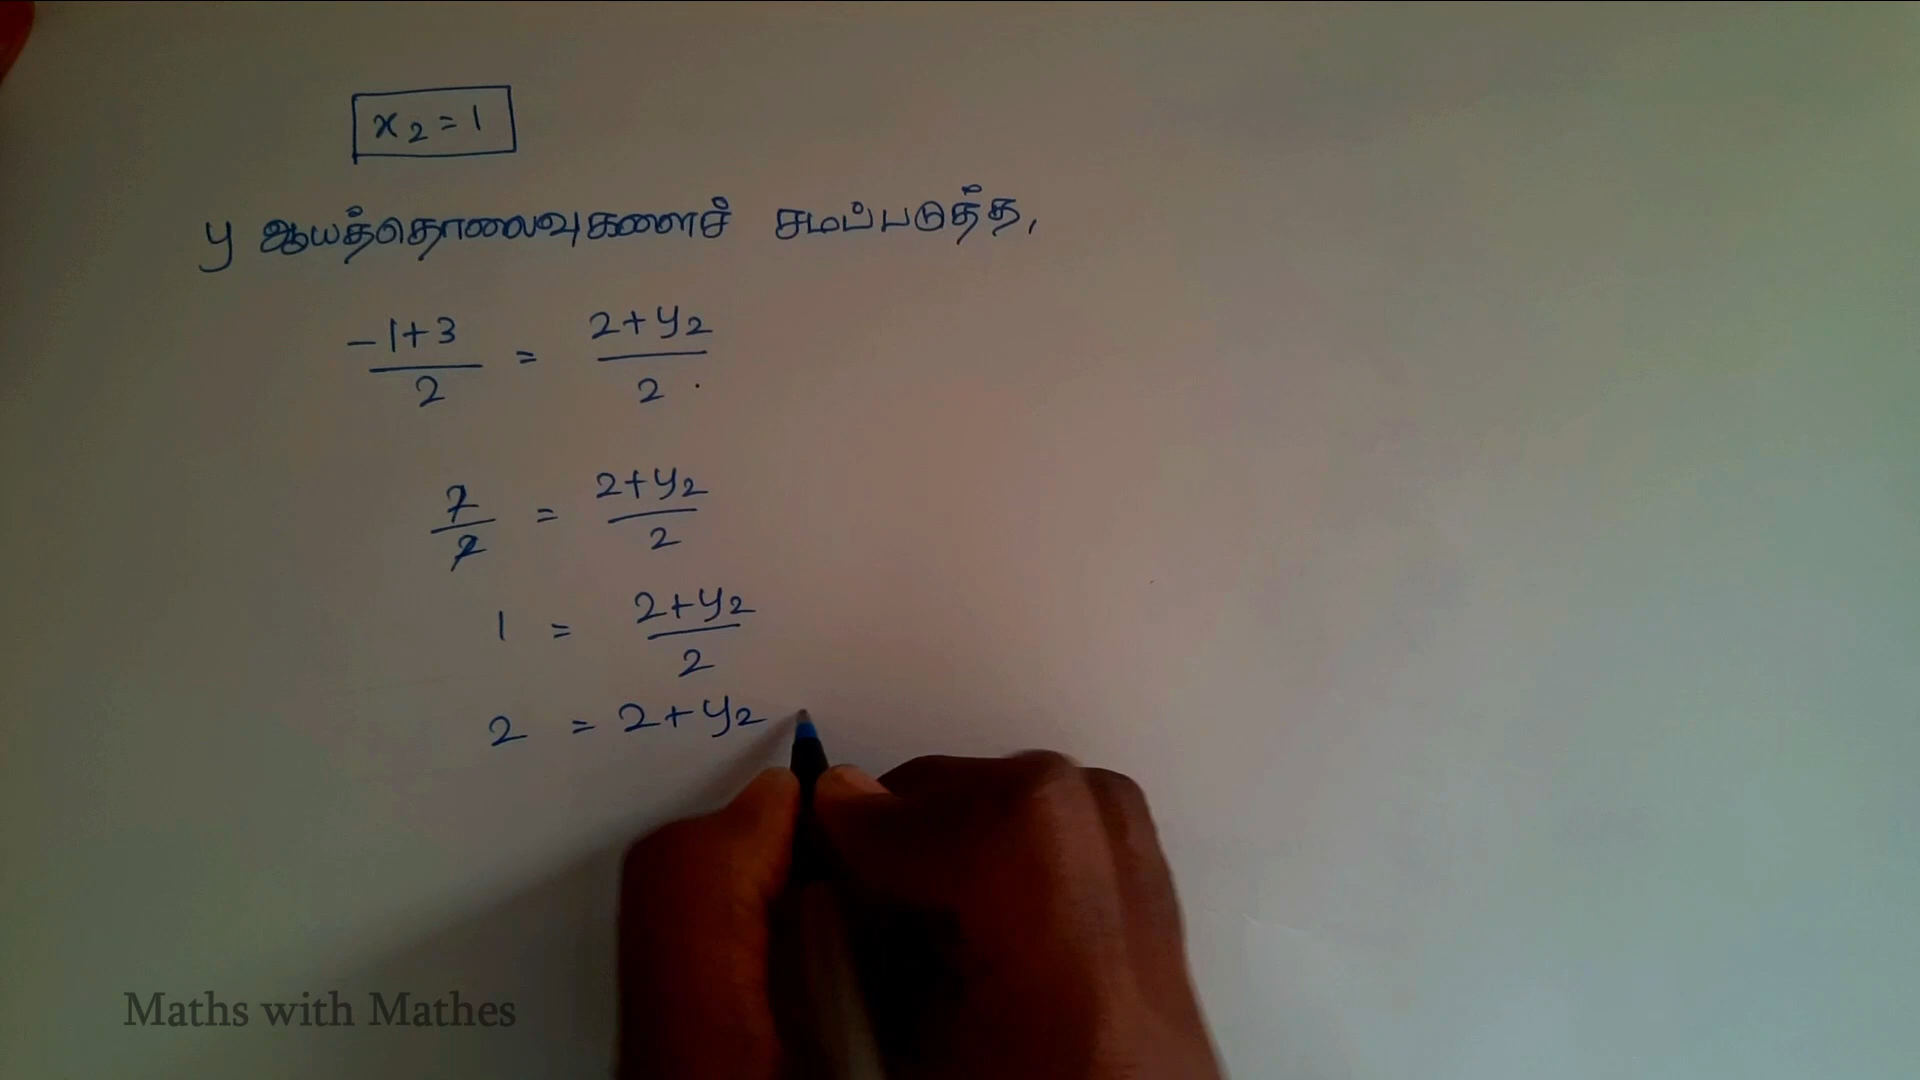 x₂ = 1
y ஆயத்தொலைவுகளைச் சமப்படுத்த,
(-1+3)/2 = (2+y₂)/2
2/2 = (2+y₂)/2
1 = (2+y₂)/2
2 = 2+y₂
Maths with Mathes